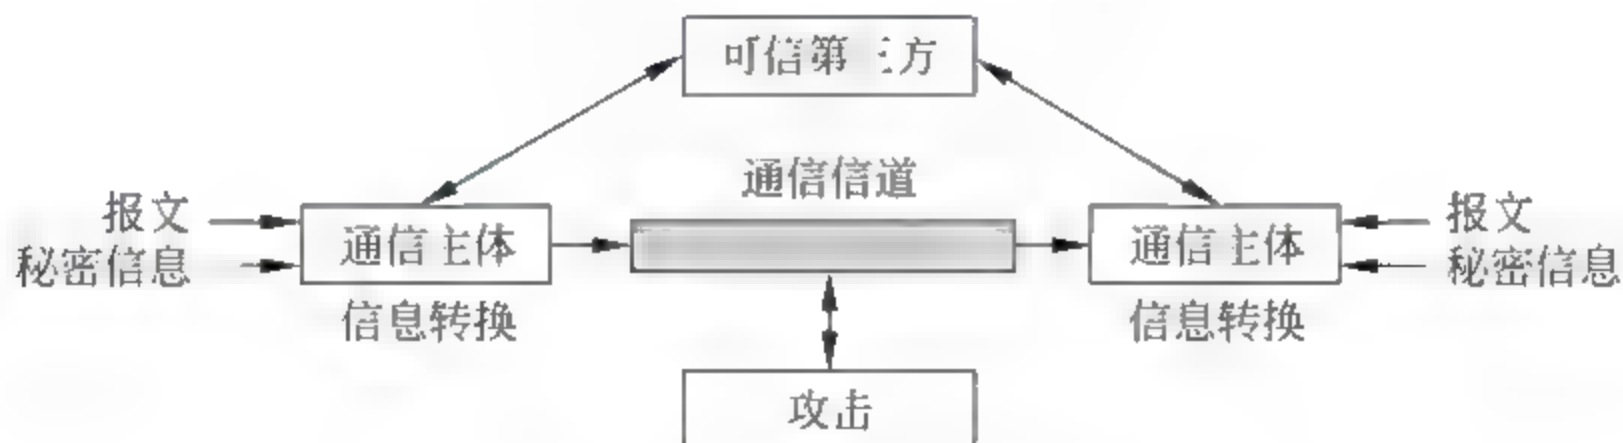 可信第三方
通信信道
报文
秘密信息
通信主体
信息转换
通信主体
信息转换
报文
秘密信息
攻击